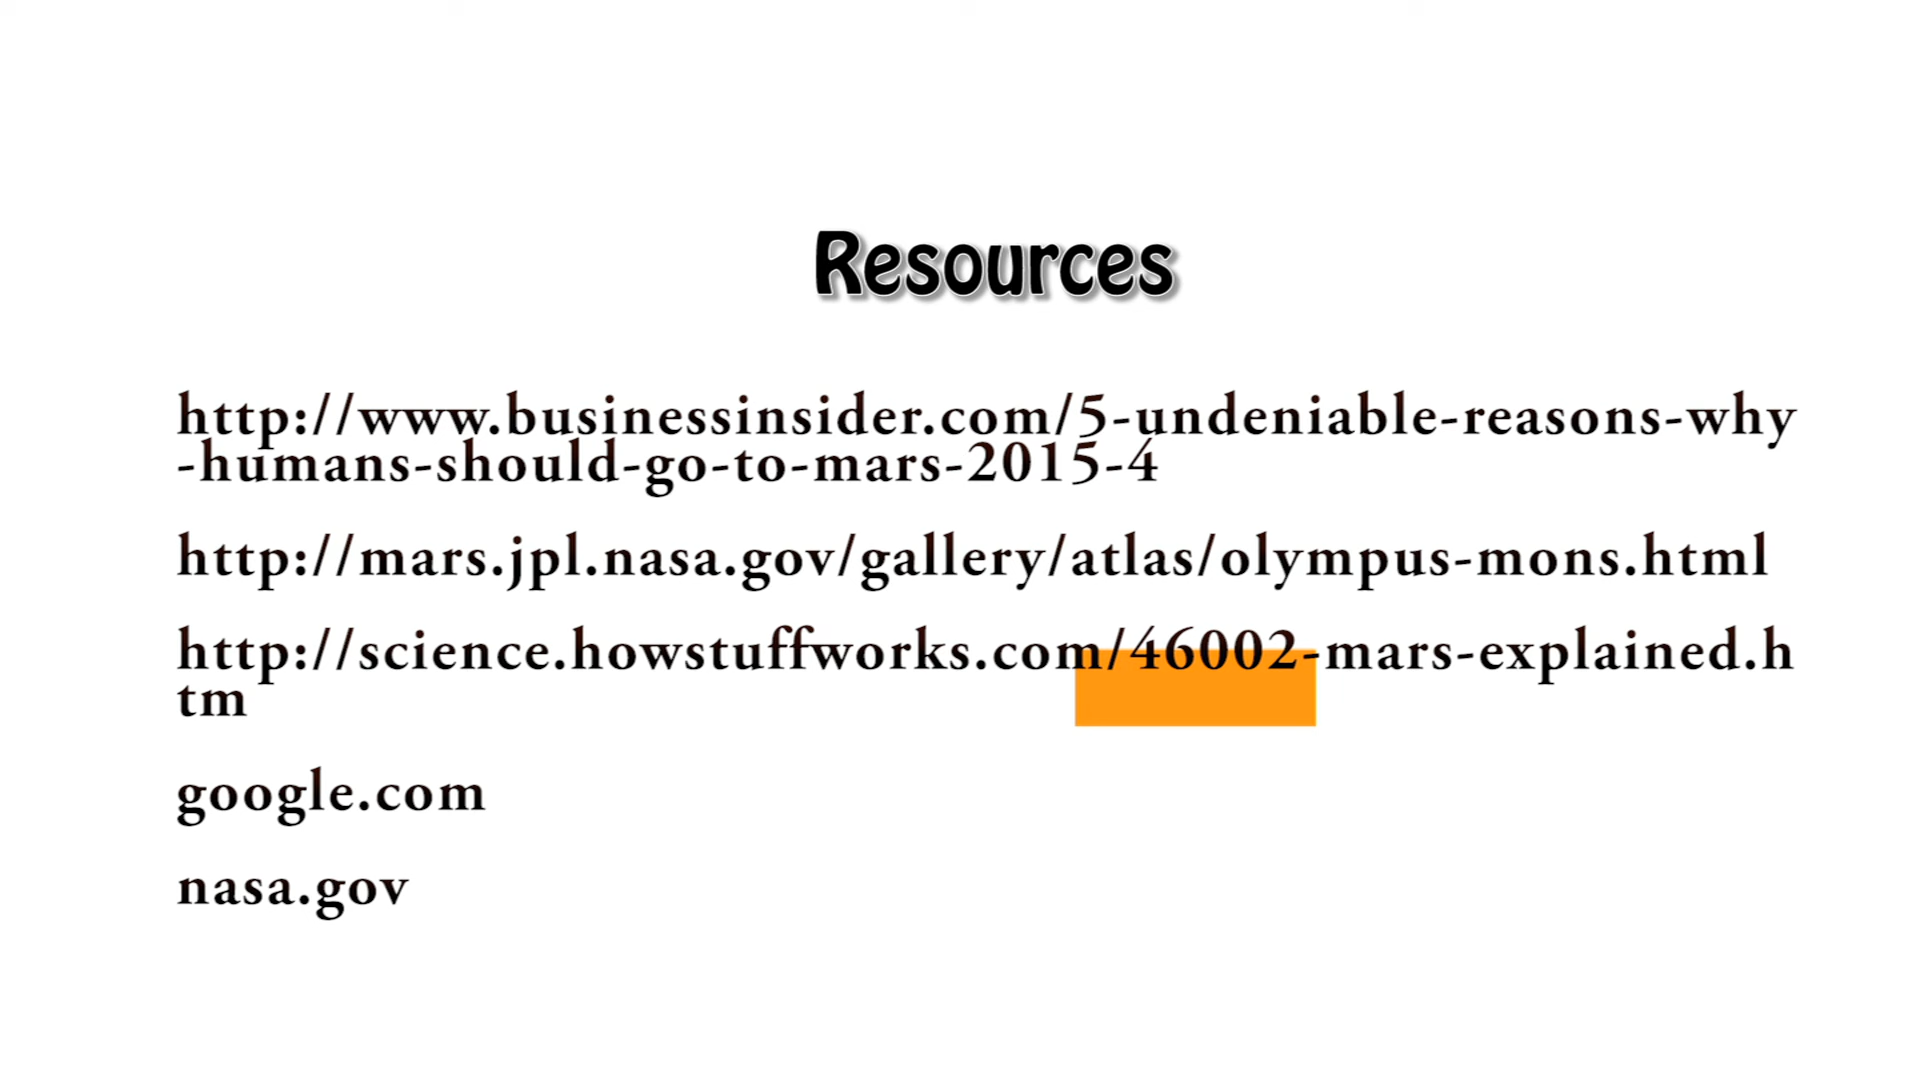 Resources
http://www.businessinsider.com/5-undeniable-reasons-why
-humans-should-go-to-mars-2015-4
http://mars.jpl.nasa.gov/gallery/atlas/olympus-mons.html
http://science.howstuffworks.com/46002-mars-explained.h
tm
google.com
nasa.gov